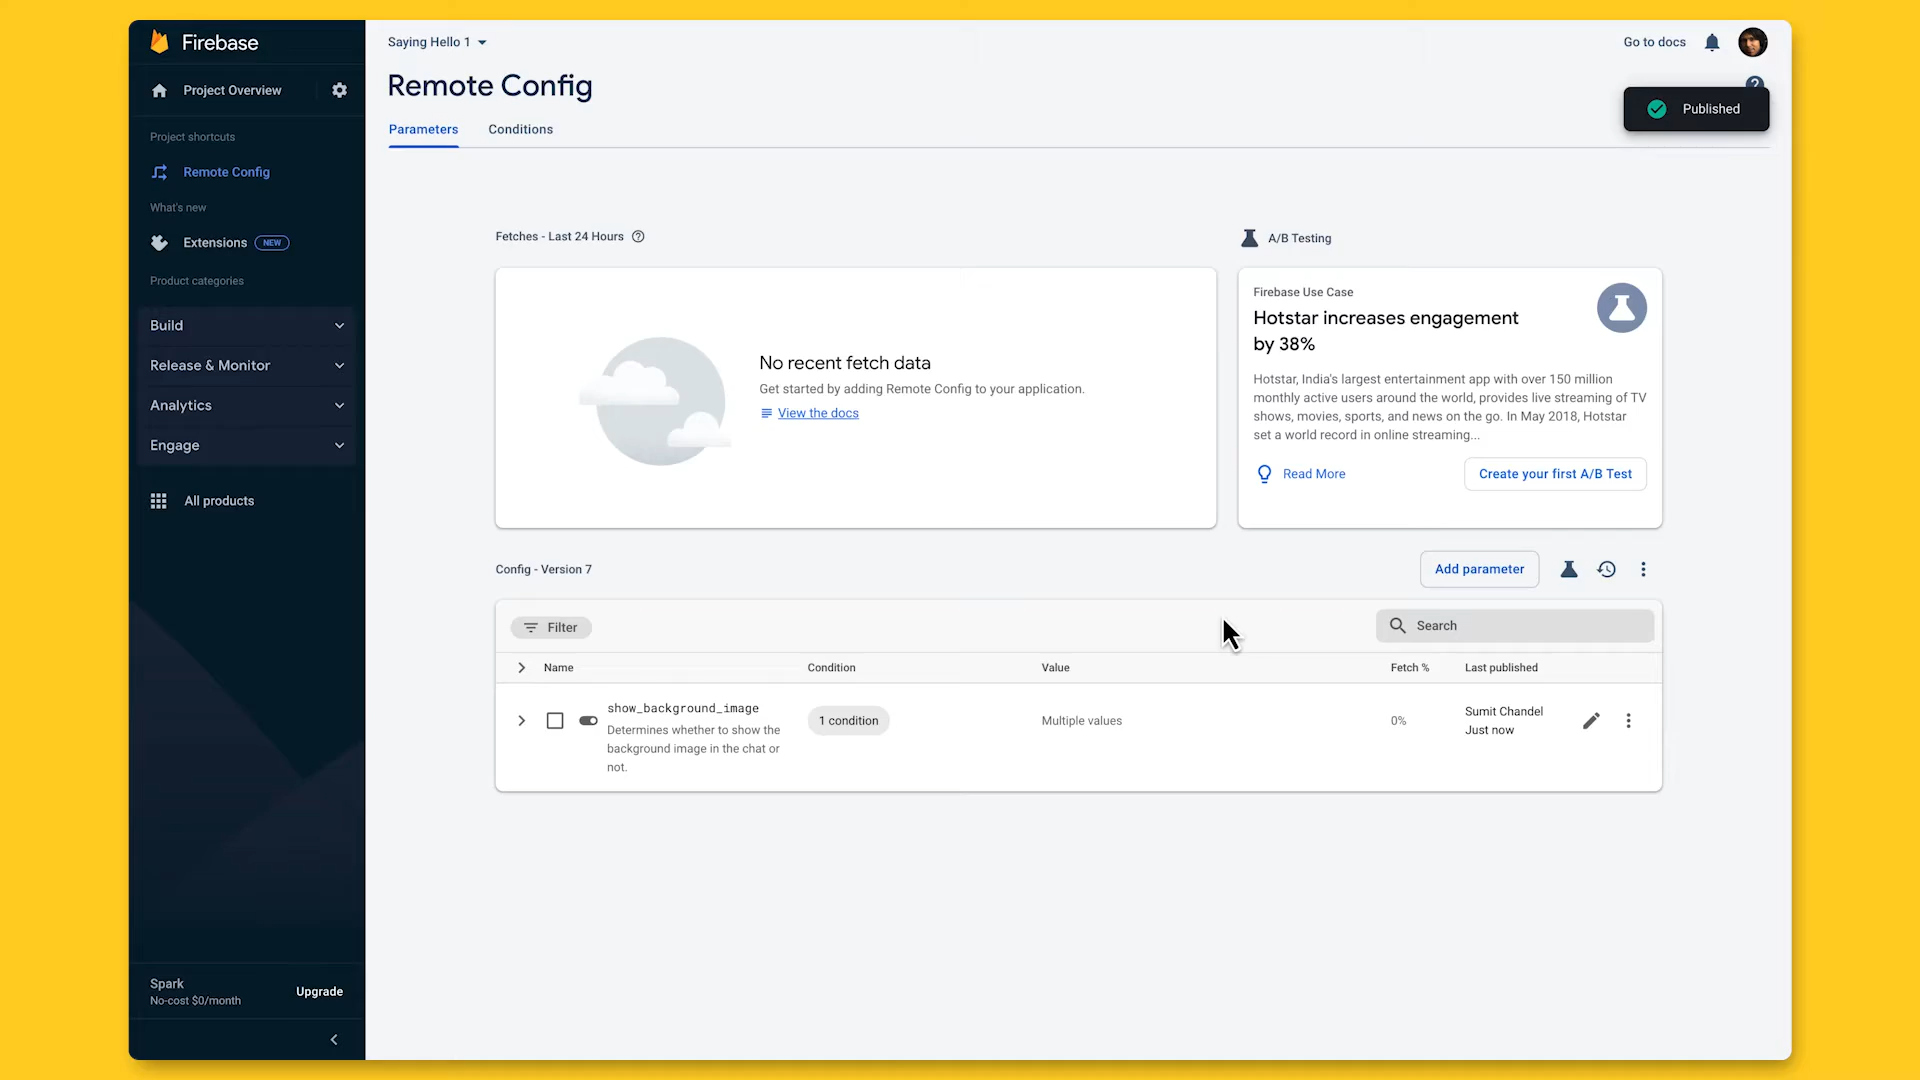 Firebase
Project Overview
Project shortcuts
Remote Config
What's new
Extensions NEW
Product categories
Build
Release & Monitor
Analytics
Engage
All products
Spark
No-cost $0/month
Upgrade
Saying Hello 1
Go to docs
Remote Config
Published
Parameters
Conditions
Fetches - Last 24 Hours
No recent fetch data
Get started by adding Remote Config to your application.
View the docs
A/B Testing
Firebase Use Case
Hotstar increases engagement
by 38%
Hotstar, India's largest entertainment app with over 150 million
monthly active users around the world, provides live streaming of TV
shows, movies, sports, and news on the go. In May 2018, Hotstar
set a world record in online streaming...
Read More
Create your first A/B Test
Config - Version 7
Add parameter
Filter
Search
Name
Condition
Value
Fetch %
Last published
show_background_image
Determines whether to show the
background image in the chat or
not.
1 condition
Multiple values
0%
Sumit Chandel
Just now